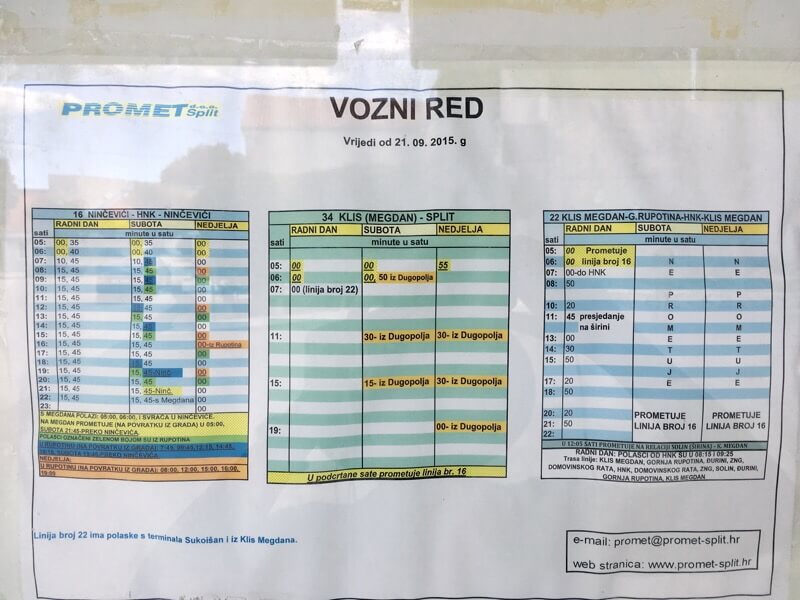 PROMET d.o.o. Split
VOZNI RED
Vrijedi od 21. 09. 2015. g
16 NINČEVIĆI - HNK - NINČEVIĆI
RADNI DAN SUBOTA NEDJELJA
sati minute u satu
05: 00, 35 00, 35 00
06: 00, 40 00, 40 00
07: 10, 45 10, 45 00
08: 15, 45 15, 45 00
09: 15, 45 15, 45 00
10: 15, 45 15, 45 00
11: 15, 45 15, 45 00
12: 15, 45 15, 45 00
13: 15, 45 15, 45 00
14: 15, 45 15, 45 00
15: 15, 45 15, 45 00
16: 15, 45 15, 45 00-iz Rupotina
17: 15, 45 15, 45 00
18: 15, 45 15, 45 00
19: 15, 45 15, 45-Ninč. 00
20: 15, 45 15, 45 00
21: 15, 45 15, 45-Ninč. 00
22: 15, 45 15, 45-s Megdana 00
23:
S MEGDANA POLAZI: 05:00, 06:00, I SVRAĆA U NINČEVIĆE.
NA MEGDAN PROMETUJE (NA POVRATKU IZ GRADA) U 05:00,
SUBOTA 21:45-PREKO NINČEVIĆA
POLASCI OZNAČENI ZELENOM BOJOM SU IZ RUPOTINA
U RUPOTINU (NA POVRATKU IZ GRADA):
NEDJELJA:
U RUPOTINU (NA POVRATKU IZ GRADA): 08:00, 12:00, 15:00, 18:00,
34 KLIS (MEGDAN) - SPLIT
RADNI DAN SUBOTA NEDJELJA
sati minute u satu
05: 00 00 55
06: 00 00, 50 iz Dugopolja
07: 00 (linija broj 22)
11: 30- iz Dugopolja 30- iz Dugopolja
15: 15- iz Dugopolja 30- iz Dugopolja
19: 00- iz Dugopolja
U podcrtane sate prometuje linija br. 16
22 KLIS MEGDAN-G.RUPOTINA-HNK-KLIS MEGDAN
RADNI DAN SUBOTA NEDJELJA
sati minute u satu
05: 00 Prometuje
06: 00 linija broj 16 N N
07: 00-do HNK E E
08: 50
P P
10: 20 R R
11: 45 presjedanje O O
na širini M M
13: 00 E E
14: 30 T T
15: 50 U U
J J
17: 20 E E
18: 50
20: 20 PROMETUJE PROMETUJE
21: 50 LINIJA BROJ 16 LINIJA BROJ 16
22:
U 12:05 SATI PROMETUJE NA RELACIJI SOLIN (ŠIRINA) - K. MEGDAN
RADNI DAN: POLASCI OD HNK SU U 08:15 i 09:25
Trasa linije: KLIS MEGDAN, GORNJA RUPOTINA, ĐURINI, ZNG,
DOMOVINSKOG RATA, HNK, DOMOVINSKOG RATA, ZNG, SOLIN, ĐURINI,
GORNJA RUPOTINA, KLIS MEGDAN
Linija broj 22 ima polaske s terminala Sukoišan i iz Klis Megdana.
e-mail: promet@promet-split.hr
web stranica: www.promet-split.hr